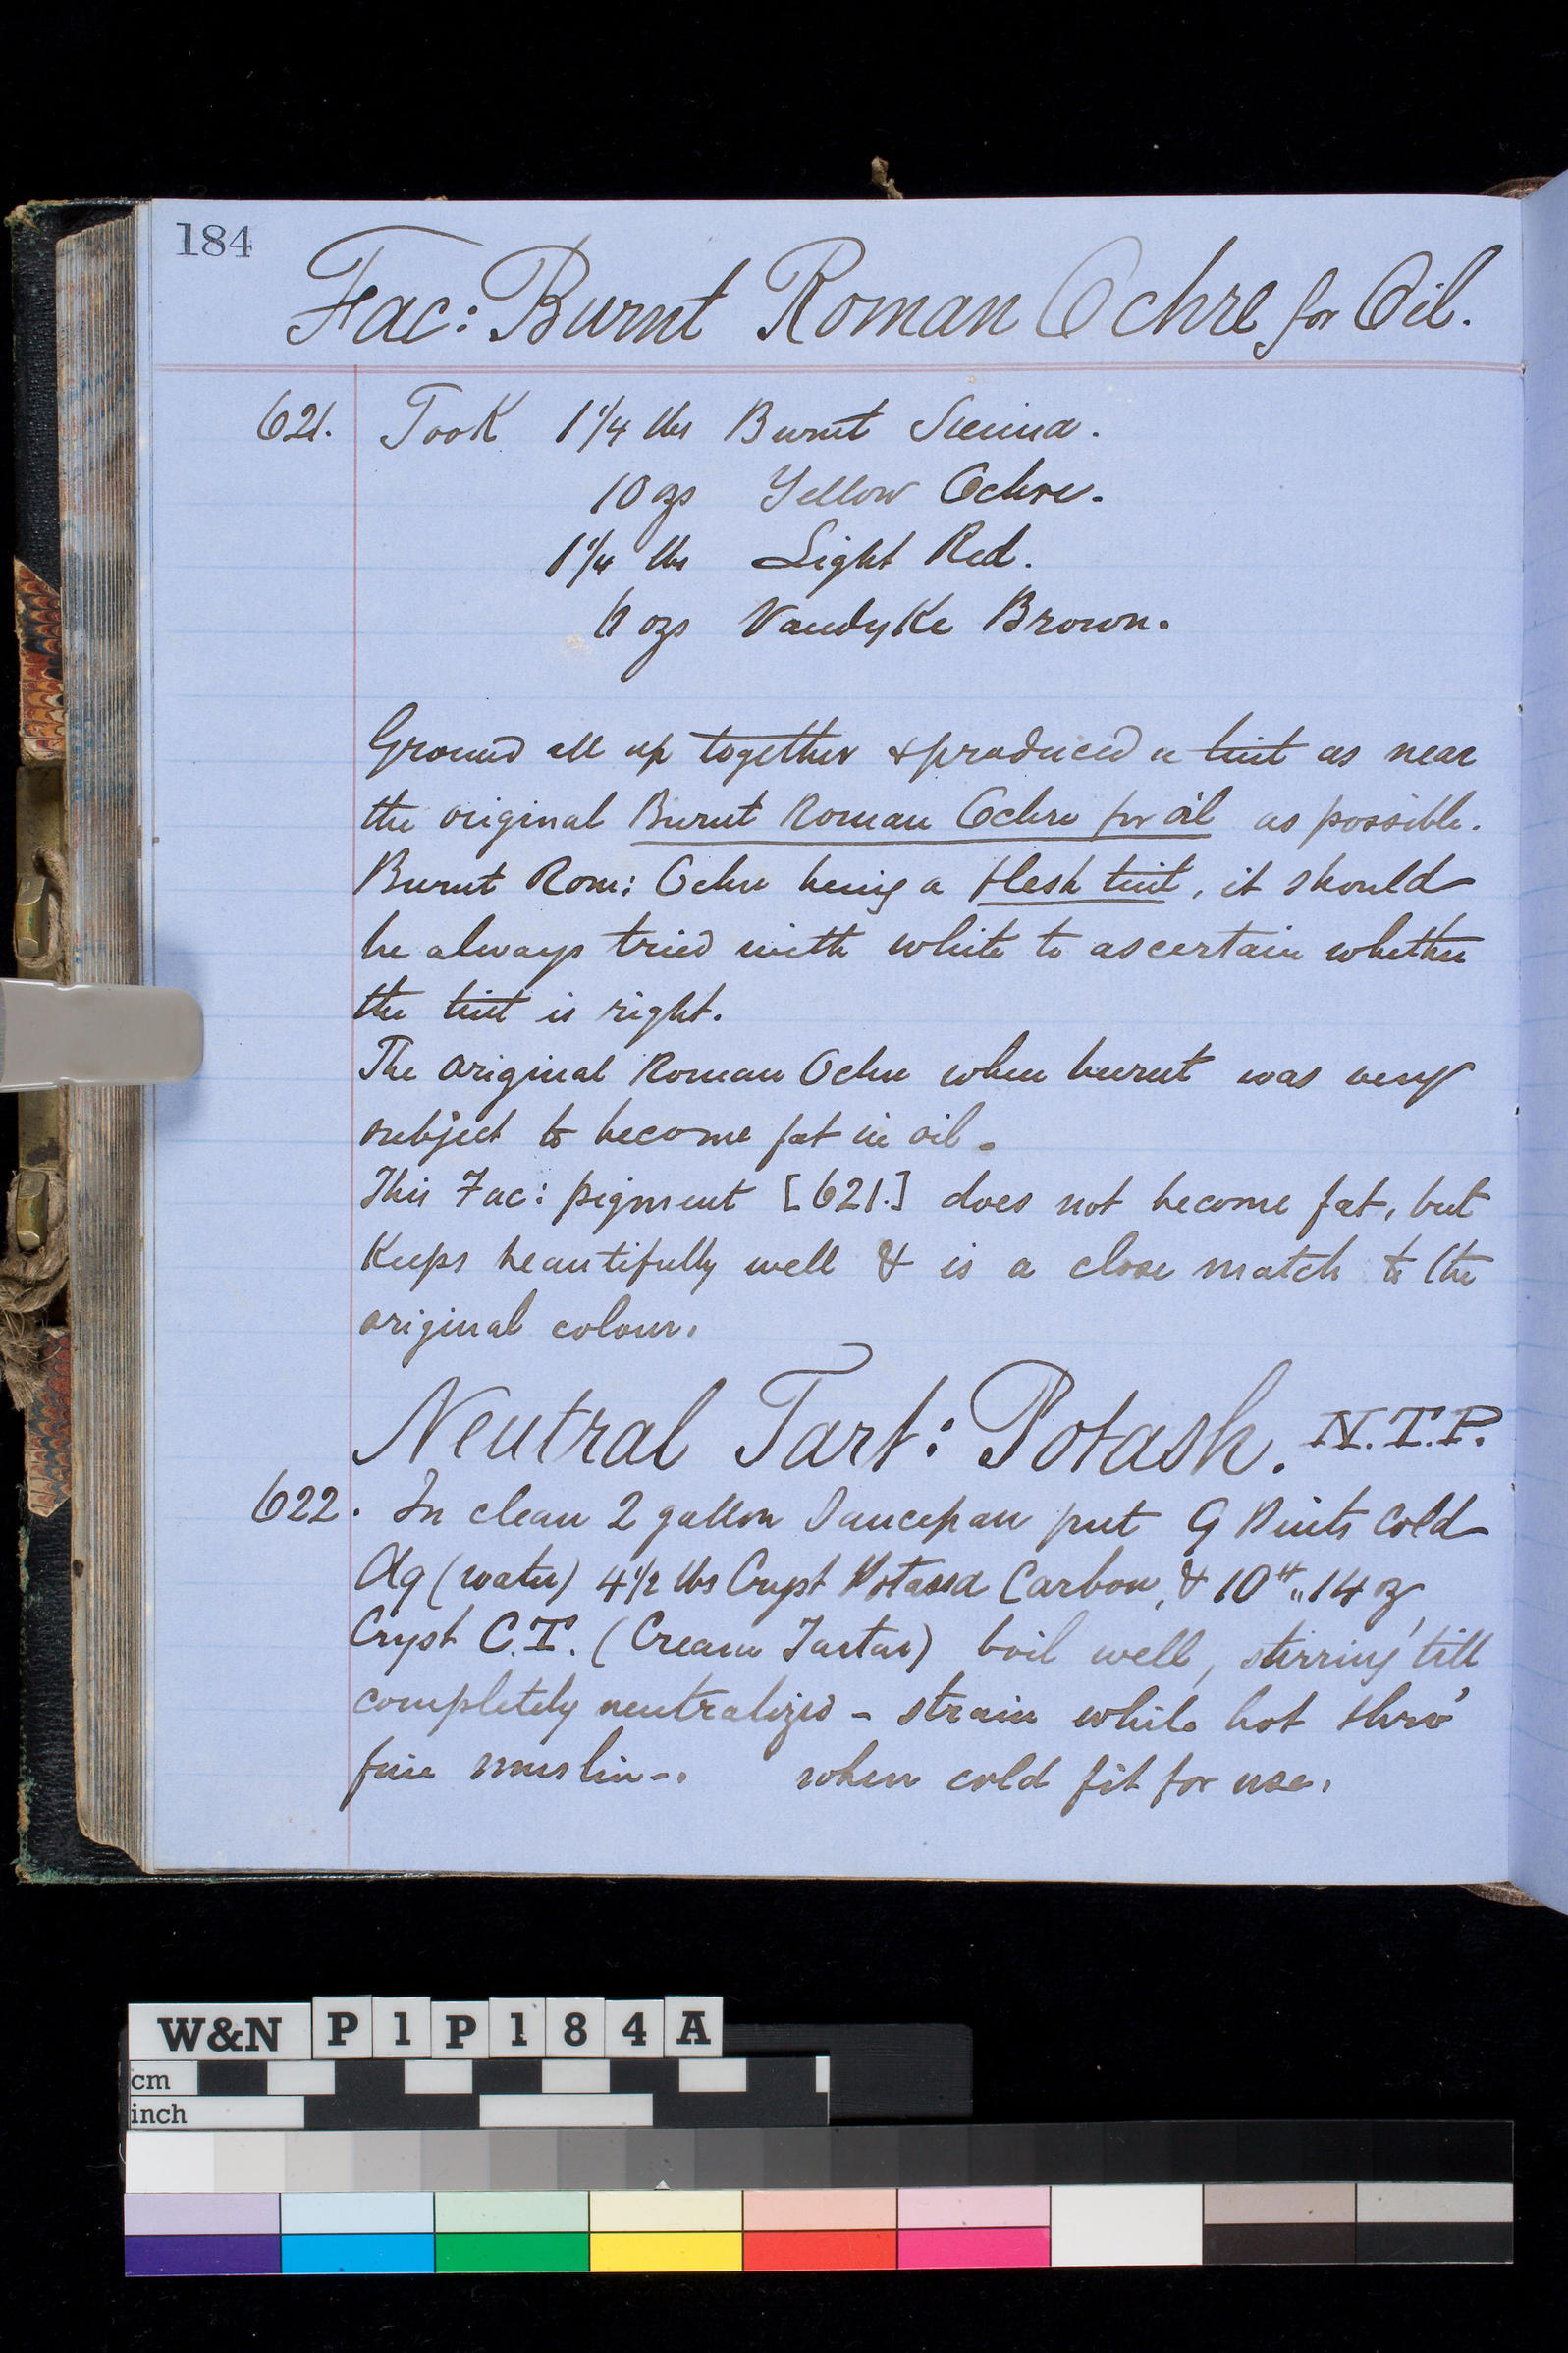 184
Fac: Burnt Roman Ochre for Oil.
621. Took 1 1/4 lbs Burnt Sienna.
10 ozs Yellow Ochre.
1 1/4 lbs Light Red.
ozs Vandyke Brown.
Ground all up together & produced a tint as near
the original Burnt Roman Ochre for oil as possible.
Burnt Rom: Ochre being a flesh tint, it should
be always tried with white to ascertain whether
the tint is right.
The original Roman Ochre when burnt was very
subject to become fat in oil.
This Fac: pigment [621.] does not become fat, but
Keeps beautifully well & is a close match to the
original colour.
Neutral Tart: Potash. N.T.P.
622. In clean 2 gallon Saucepan put 9 Pints Cold
Aq (water) 4 1/2 lbs Cryst Potassa Carbon, & 10 " 14 oz
Cryst C.T. (Cream Tartar) boil well, stirring till
completely neutralized - strain while hot thro'
fine muslin-. when cold fit for use.
W&N P1P184A
cm
inch